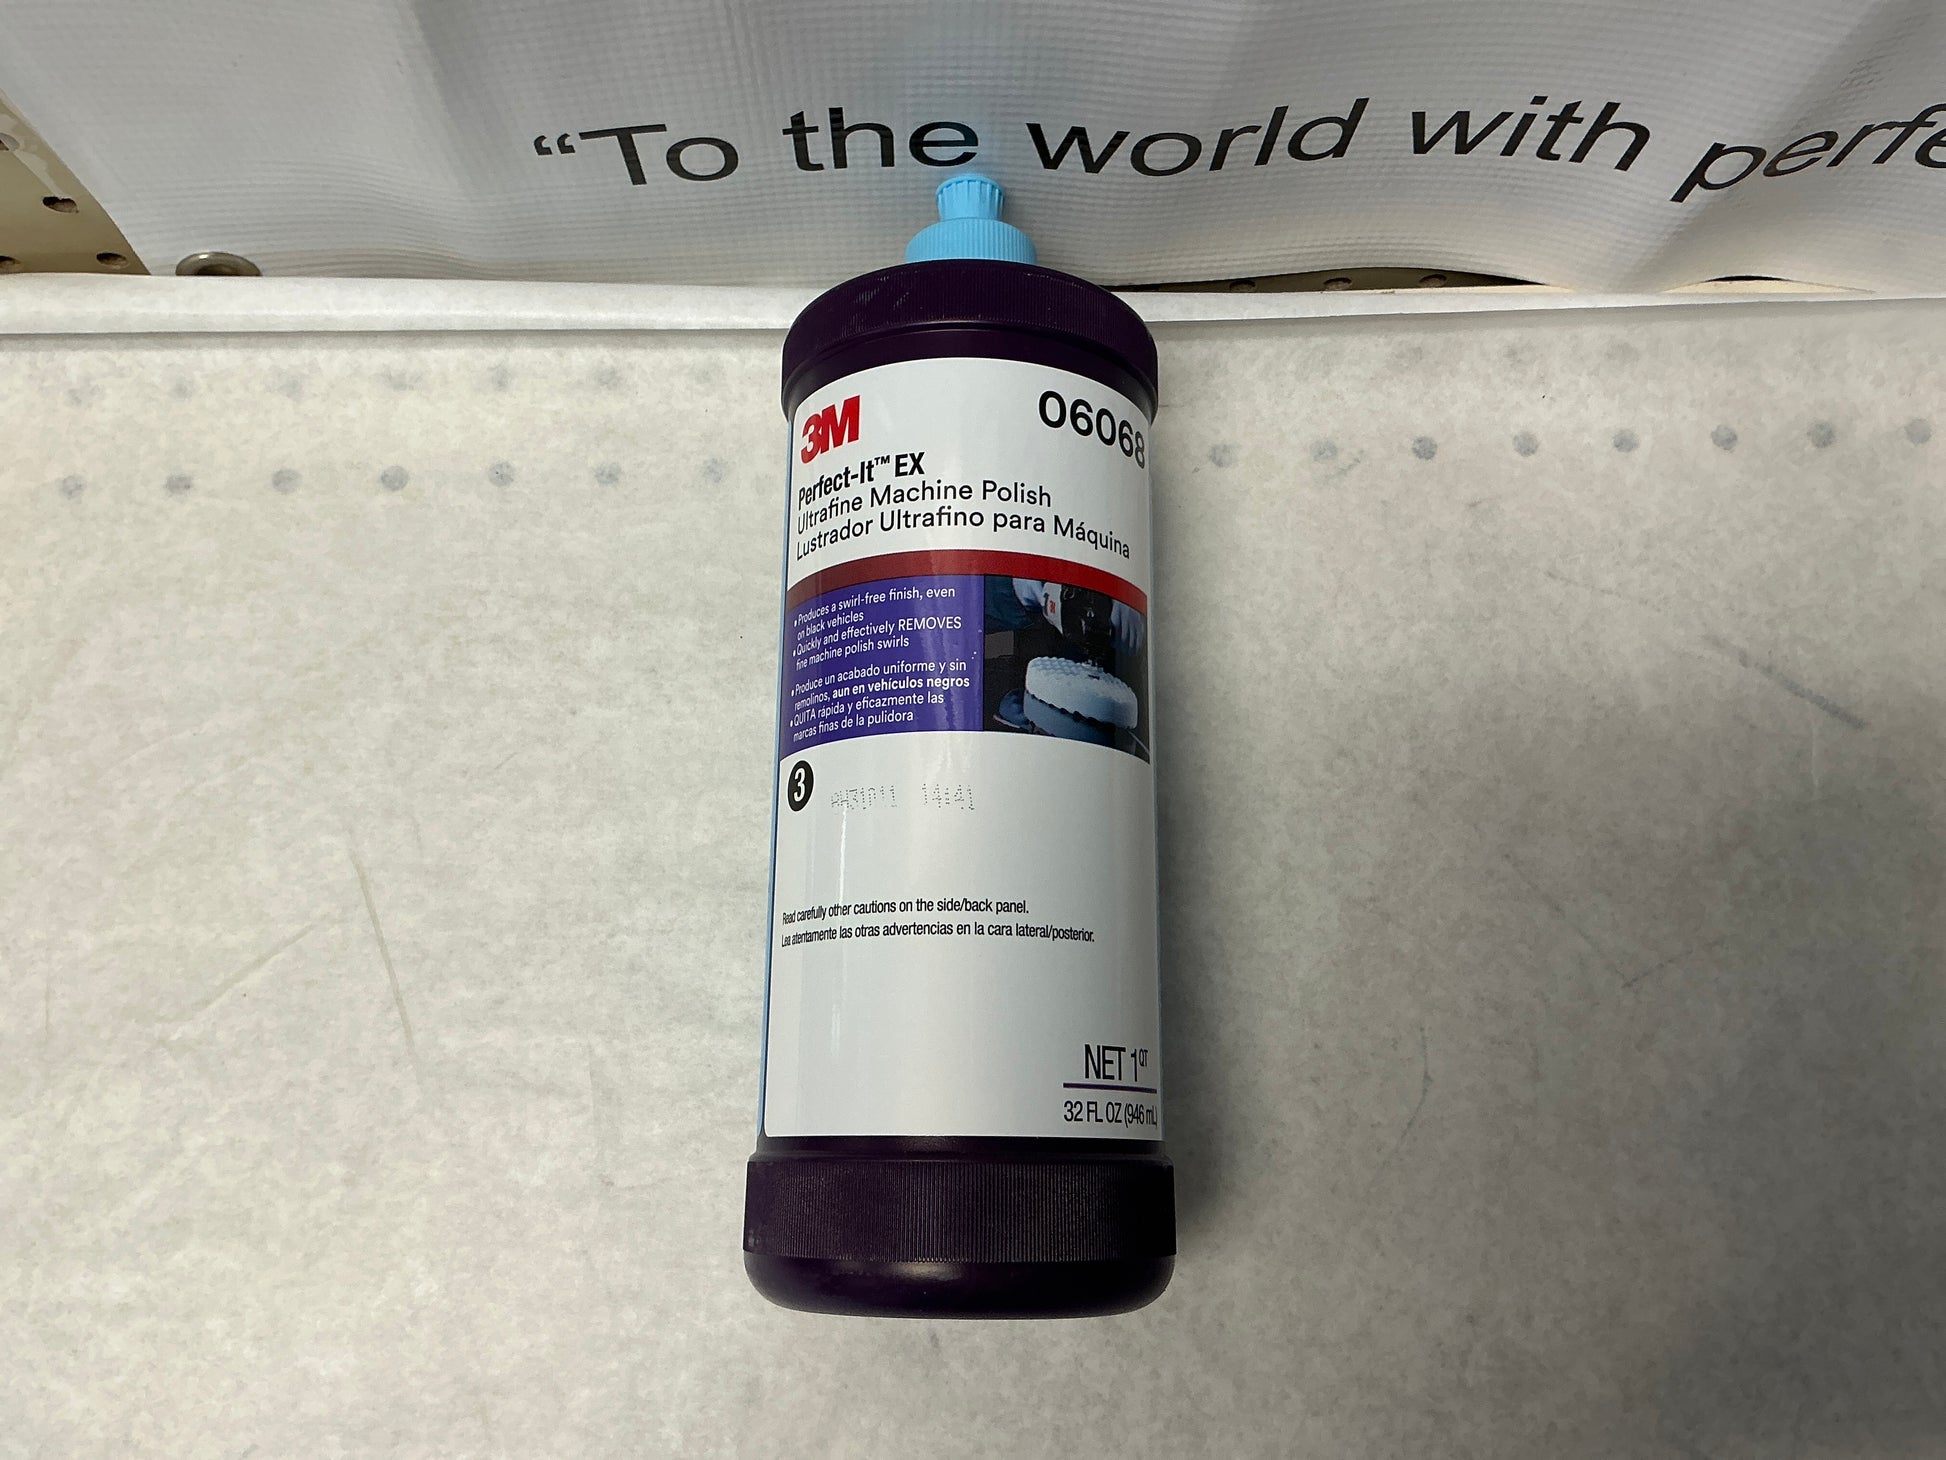 “To the world with
3M
06068
Perfect-It™ EX
Ultrafine Machine Polish
Lustrador Ultrafino para Máquina
• Produces a swirl-free finish, even
on black vehicles
• Quickly and effectively REMOVES
fine machine polish swirls
• Produce un acabado uniforme y sin
remolinos, aun en vehículos negros
• QUITA rápida y eficazmente las
marcas finas de la pulidora
3
14:41
Read carefully other cautions on the side/back panel.
Lea atentamente las otras advertencias en la cara lateral/posterior.
NET 1QT
32 FL OZ (946 mL)